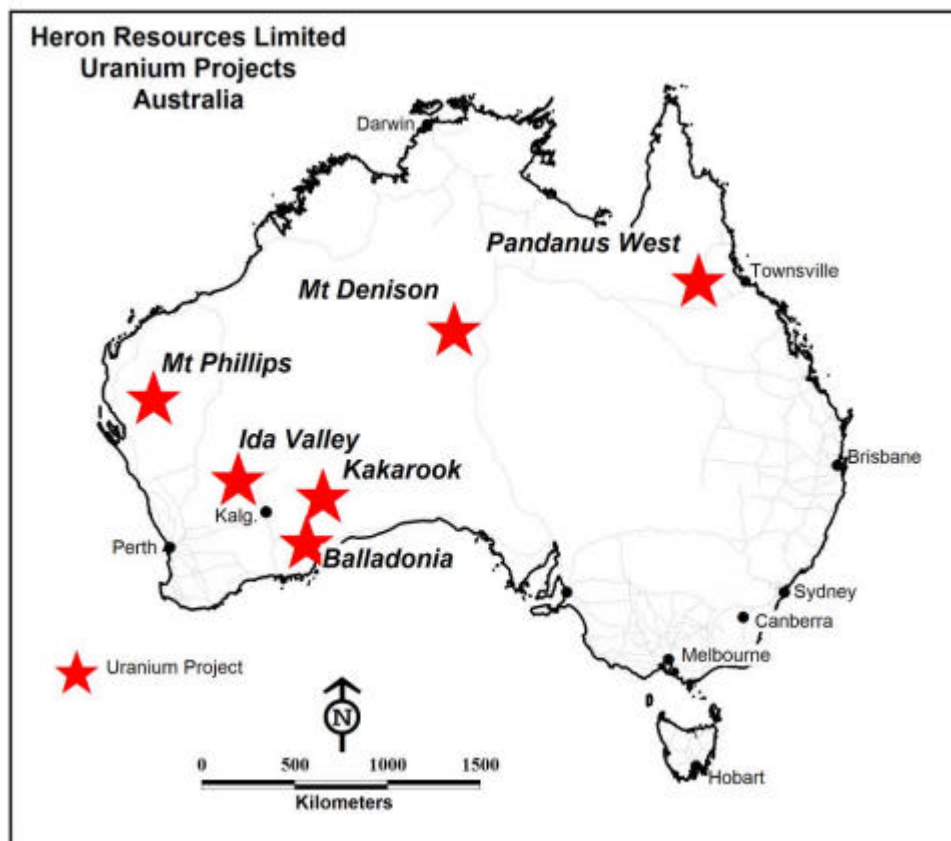 Heron Resources Limited
Uranium Projects
Australia
Darwin
Pandanus West
Townsville
Mt Denison
Mt Phillips
Ida Valley
Kakarook
Brisbane
Kalg.
Perth
Balladonia
Sydney
Canberra
Melbourne
Uranium Project
N
0 500 1000 1500
Kilometers
Hobart